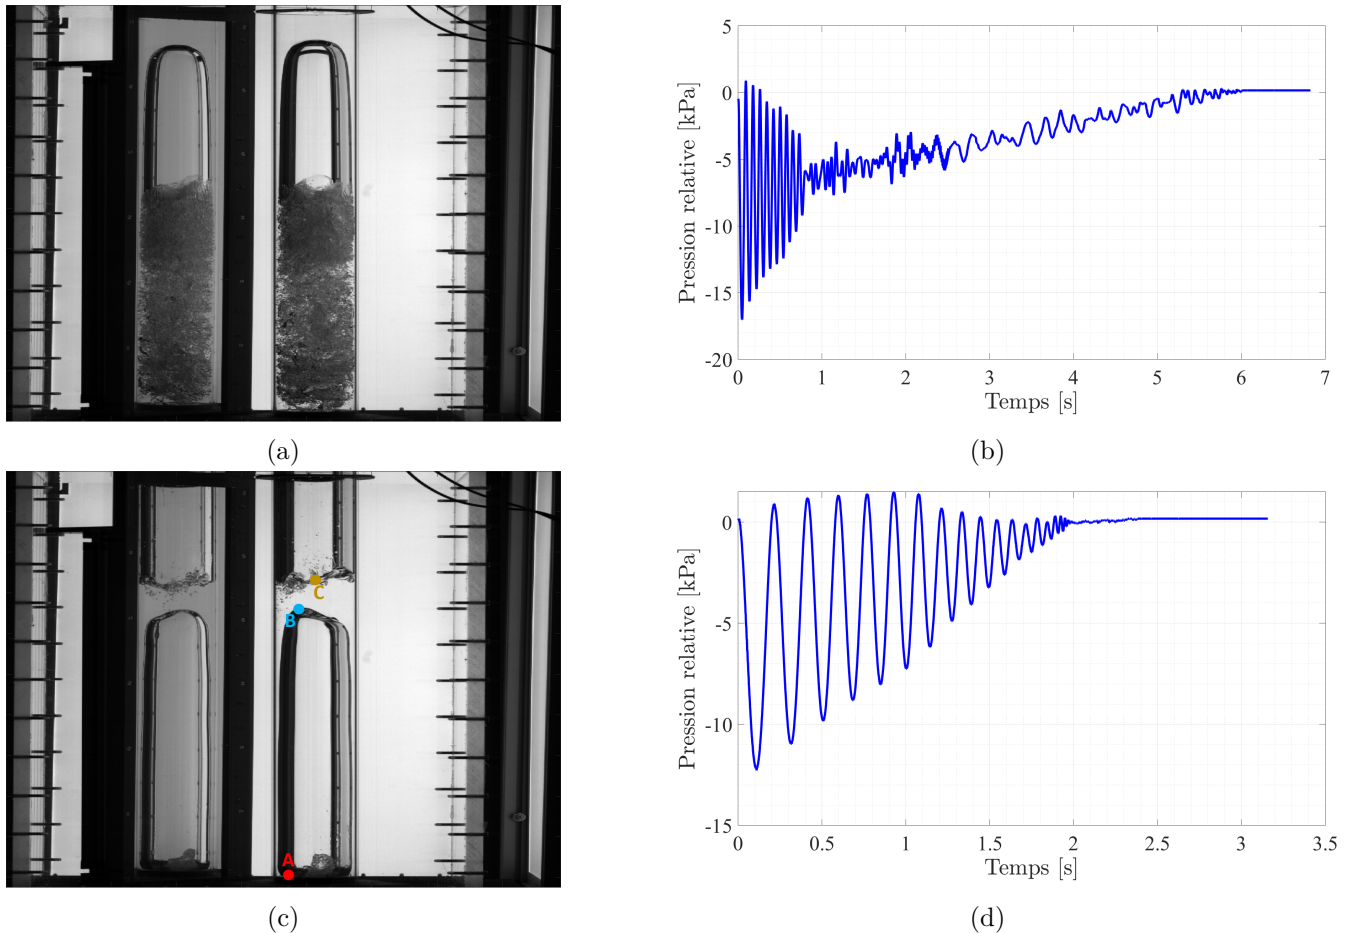 5
0
-5
-10
-15
-20
0 1 2 3 4 5 6 7
Pression relative [kPa]
Temps [s]
(a)
(b)
C
B
A
0
-5
-10
-15
0 0.5 1 1.5 2 2.5 3 3.5
Pression relative [kPa]
Temps [s]
(c)
(d)